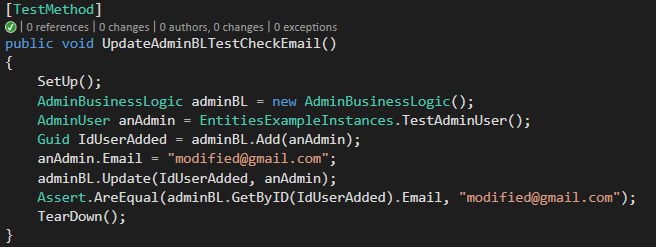 [TestMethod]
| 0 references | 0 changes | 0 authors, 0 changes | 0 exceptions
public void UpdateAdminBLTestCheckEmail()
{
SetUp();
AdminBusinessLogic adminBL = new AdminBusinessLogic();
AdminUser anAdmin = EntitiesExampleInstances.TestAdminUser();
Guid IdUserAdded = adminBL.Add(anAdmin);
anAdmin.Email = "modified@gmail.com";
adminBL.Update(IdUserAdded, anAdmin);
Assert.AreEqual(adminBL.GetByID(IdUserAdded).Email, "modified@gmail.com");
TearDown();
}